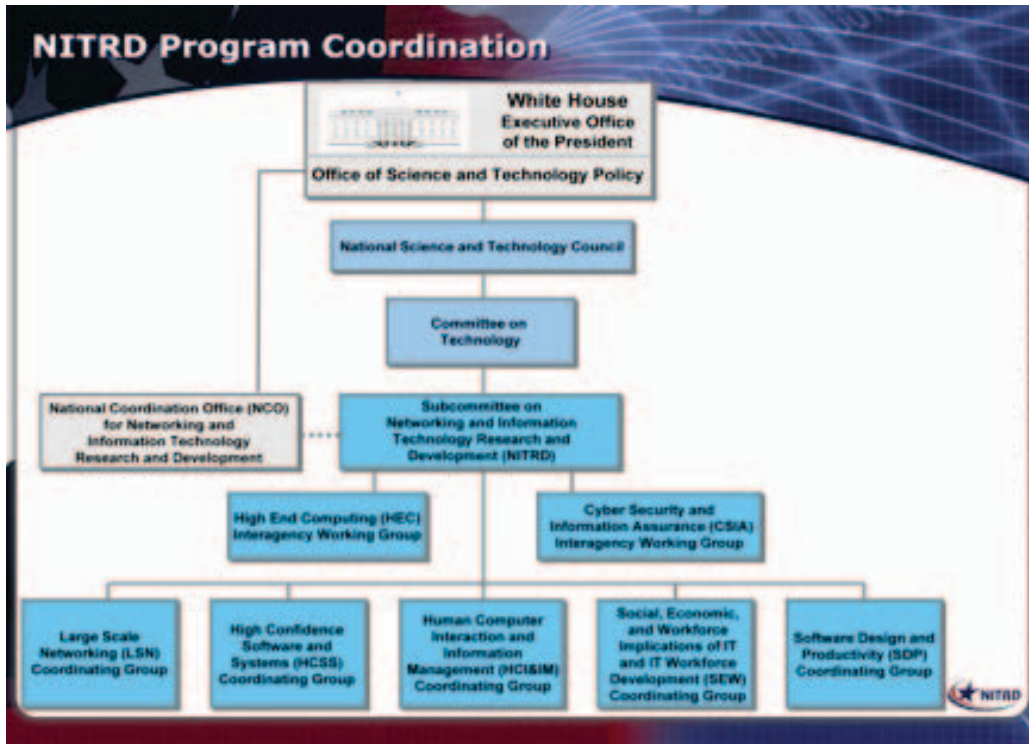 NITRD Program Coordination
White House
Executive Office
of the President
Office of Science and Technology Policy
National Science and Technology Council
Committee on
Technology
National Coordination Office (NCO)
for Networking and
Information Technology
Research and Development
Subcommittee on
Networking and Information
Technology Research and
Development (NITRD)
High End Computing (HEC)
Interagency Working Group
Cyber Security and
Information Assurance (CSIA)
Interagency Working Group
Large Scale
Networking (LSN)
Coordinating Group
High Confidence
Software and
Systems (HCSS)
Coordinating Group
Human Computer
Interaction and
Information
Management (HCI&IM)
Coordinating Group
Social, Economic,
and Workforce
Implications of IT
and IT Workforce
Development (SEW)
Coordinating Group
Software Design and
Productivity (SDP)
Coordinating Group
NITRD